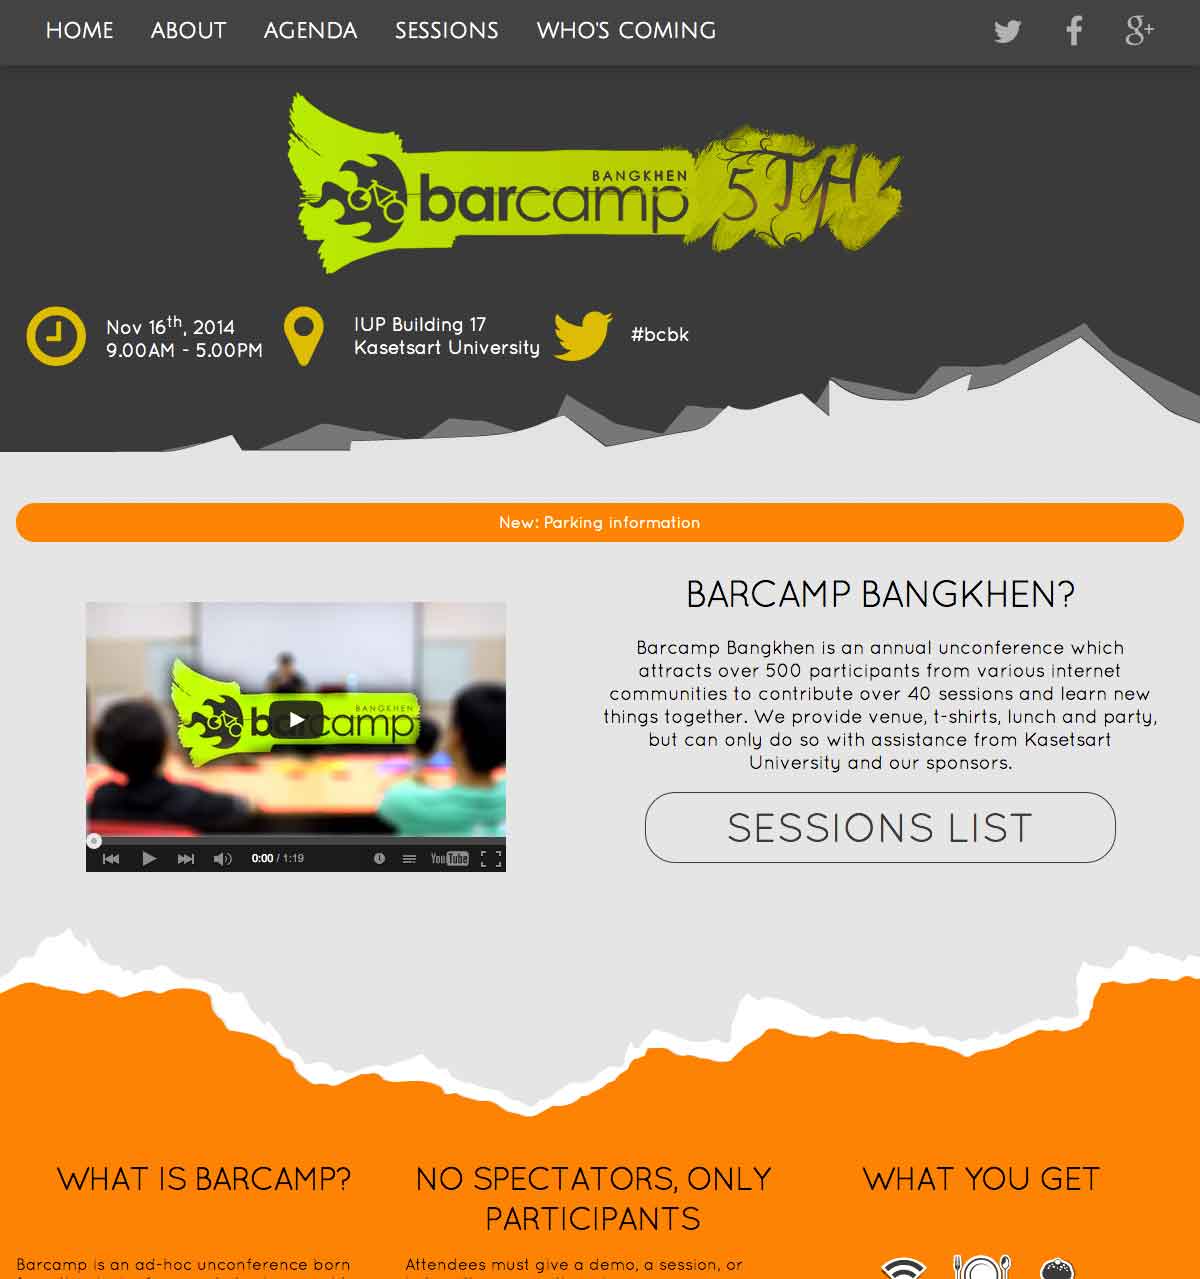 HOME ABOUT AGENDA SESSIONS WHO'S COMING
BANGKHEN
barcamp 5TH
Nov 16th, 2014
9.00AM - 5.00PM
IUP Building 17
Kasetsart University
#bcbk
New: Parking information
BANGKHEN
barcamp
0:00 / 1:19
YouTube
BARCAMP BANGKHEN?
Barcamp Bangkhen is an annual unconference which
attracts over 500 participants from various internet
communities to contribute over 40 sessions and learn new
things together. We provide venue, t-shirts, lunch and party,
but can only do so with assistance from Kasetsart
University and our sponsors.
SESSIONS LIST
WHAT IS BARCAMP?
Barcamp is an ad-hoc unconference born
NO SPECTATORS, ONLY
PARTICIPANTS
Attendees must give a demo, a session, or
WHAT YOU GET